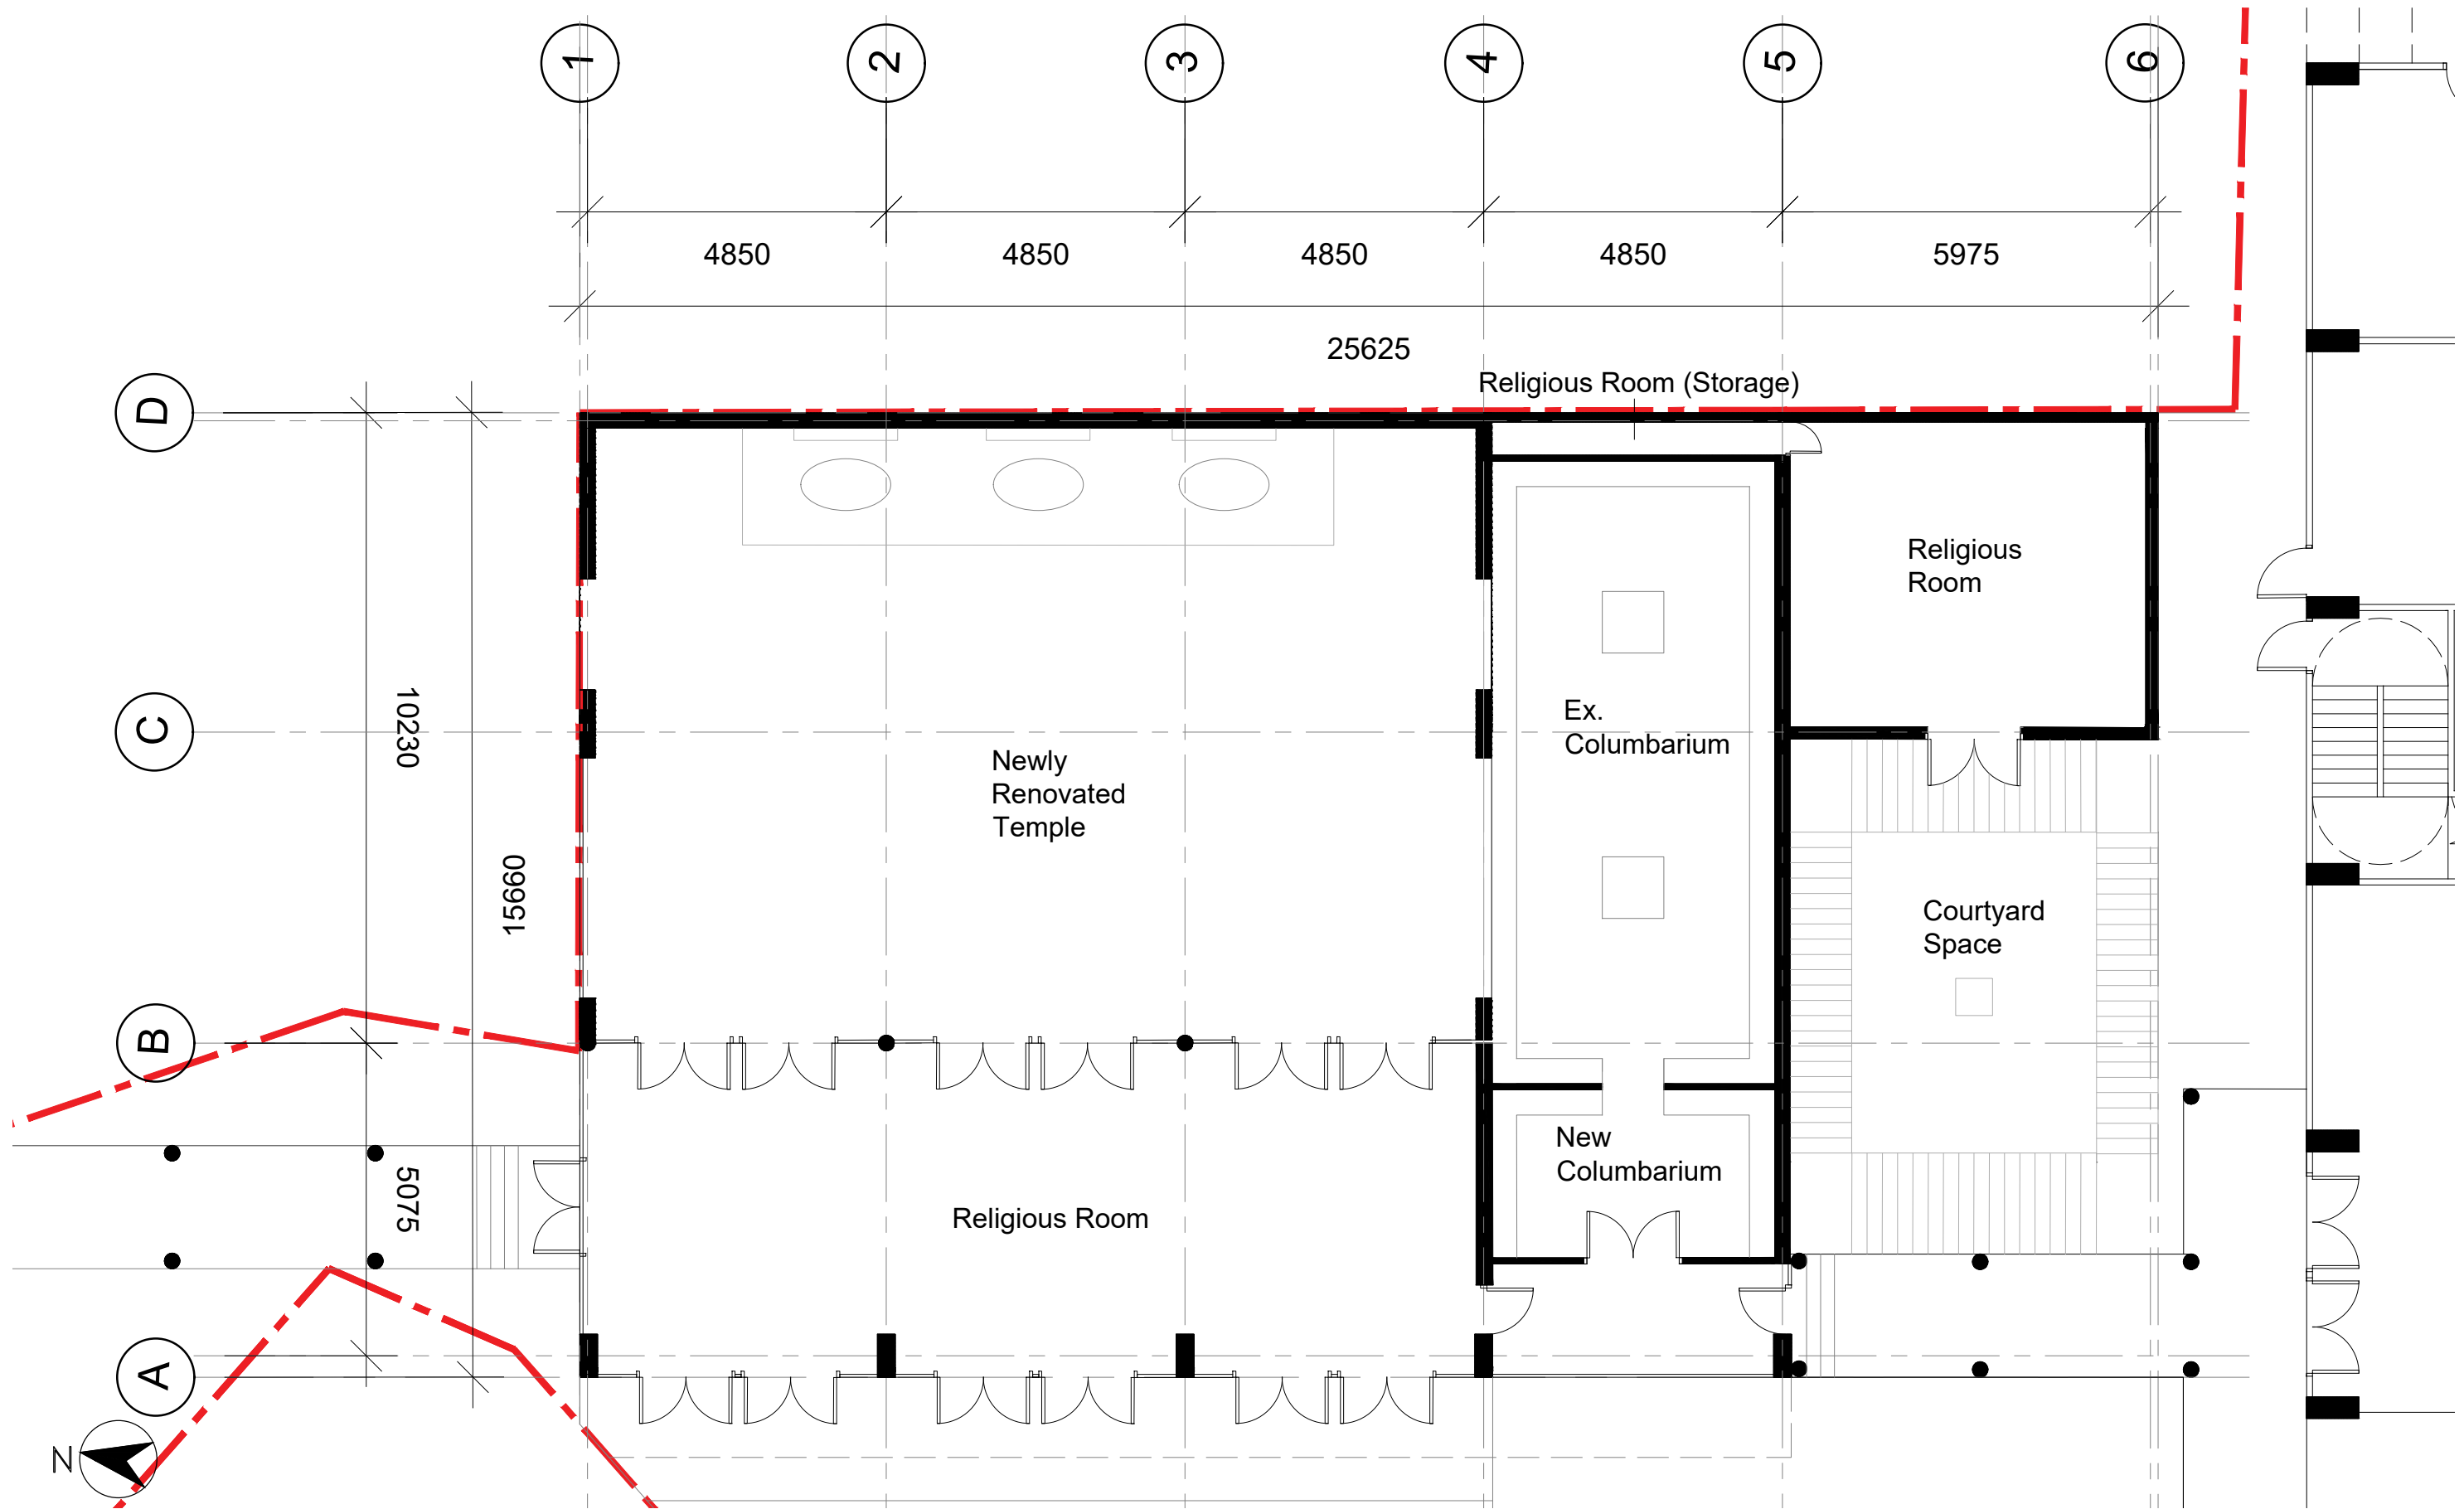 1
2
3
4
5
6
4850
4850
4850
4850
5975
25625
Religious Room (Storage)
D
C
B
A
10230
15660
5075
Religious
Room
Ex.
Columbarium
Newly
Renovated
Temple
Courtyard
Space
New
Columbarium
Religious Room
N